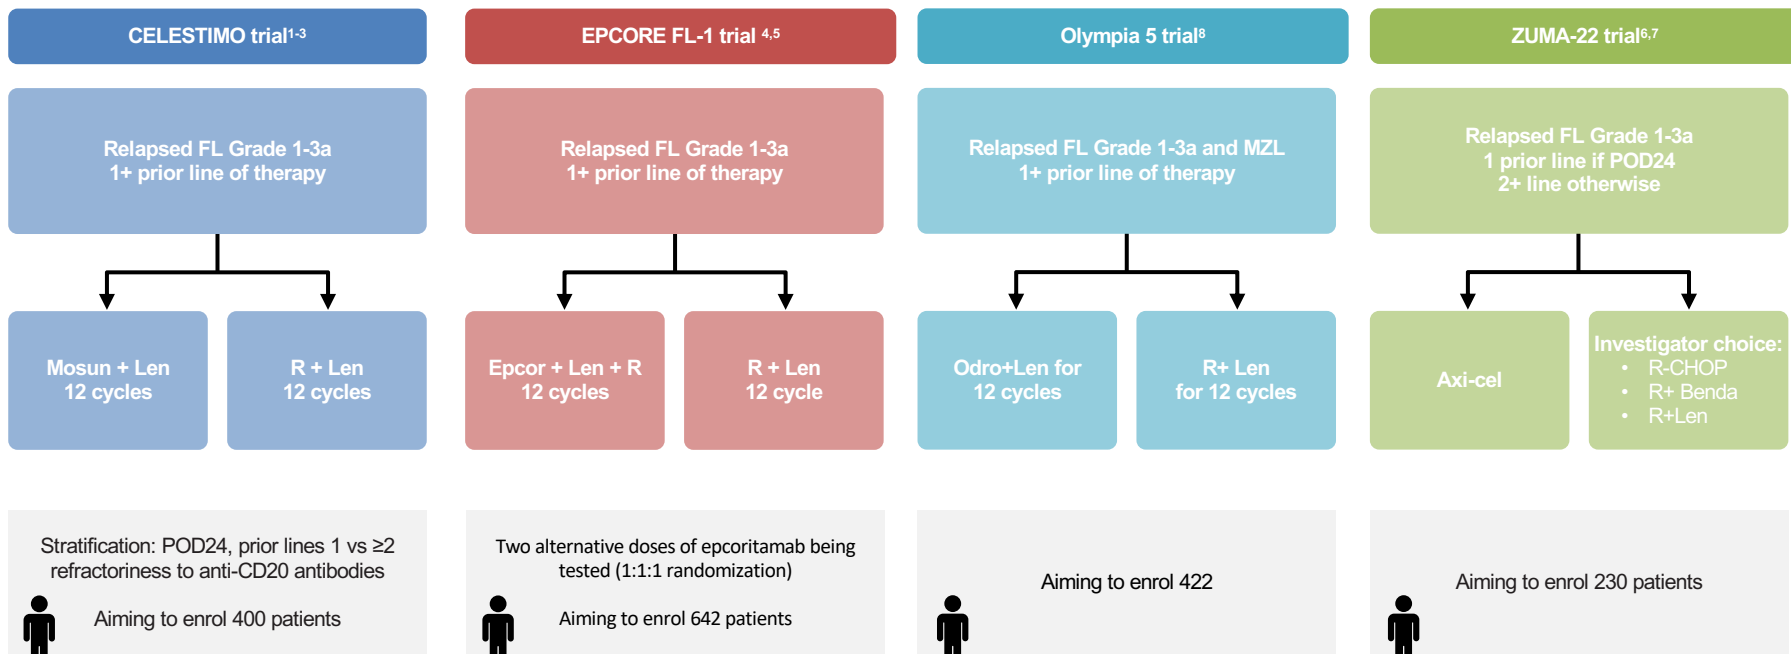 CELESTIMO trial1-3
Relapsed FL Grade 1-3a
1+ prior line of therapy
Mosun + Len
12 cycles
R + Len
12 cycles
Stratification: POD24, prior lines 1 vs ≥2
refractoriness to anti-CD20 antibodies
Aiming to enrol 400 patients
EPCORE FL-1 trial 4,5
Relapsed FL Grade 1-3a
1+ prior line of therapy
Epcor + Len + R
12 cycles
R + Len
12 cycle
Two alternative doses of epcoritamab being
tested (1:1:1 randomization)
Aiming to enrol 642 patients
Olympia 5 trial8
Relapsed FL Grade 1-3a and MZL
1+ prior line of therapy
Odro+Len for
12 cycles
R+ Len
for 12 cycles
Aiming to enrol 422
ZUMA-22 trial6,7
Relapsed FL Grade 1-3a
1 prior line if POD24
2+ line otherwise
Axi-cel
Investigator choice:
• R-CHOP
• R+ Benda
• R+Len
Aiming to enrol 230 patients